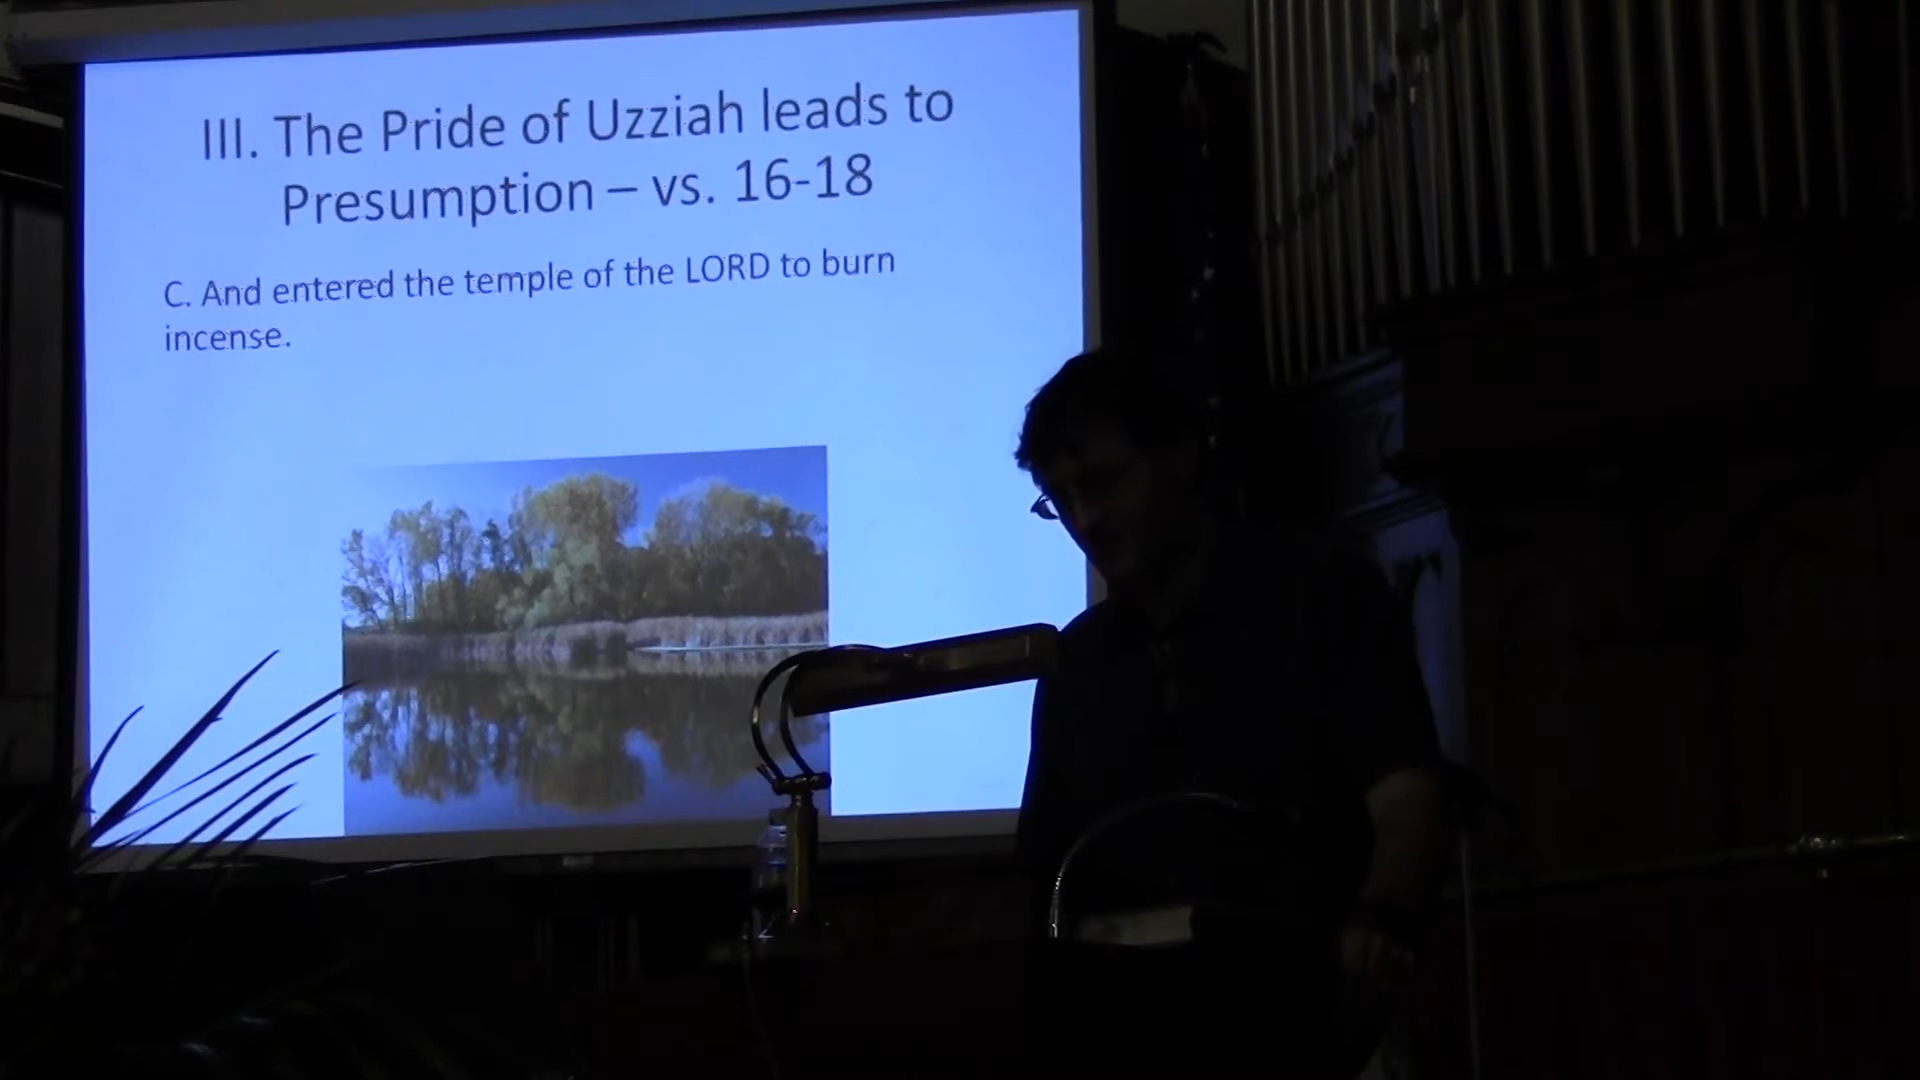 III. The Pride of Uzziah leads to
Presumption – vs. 16-18
C. And entered the temple of the LORD to burn
incense.